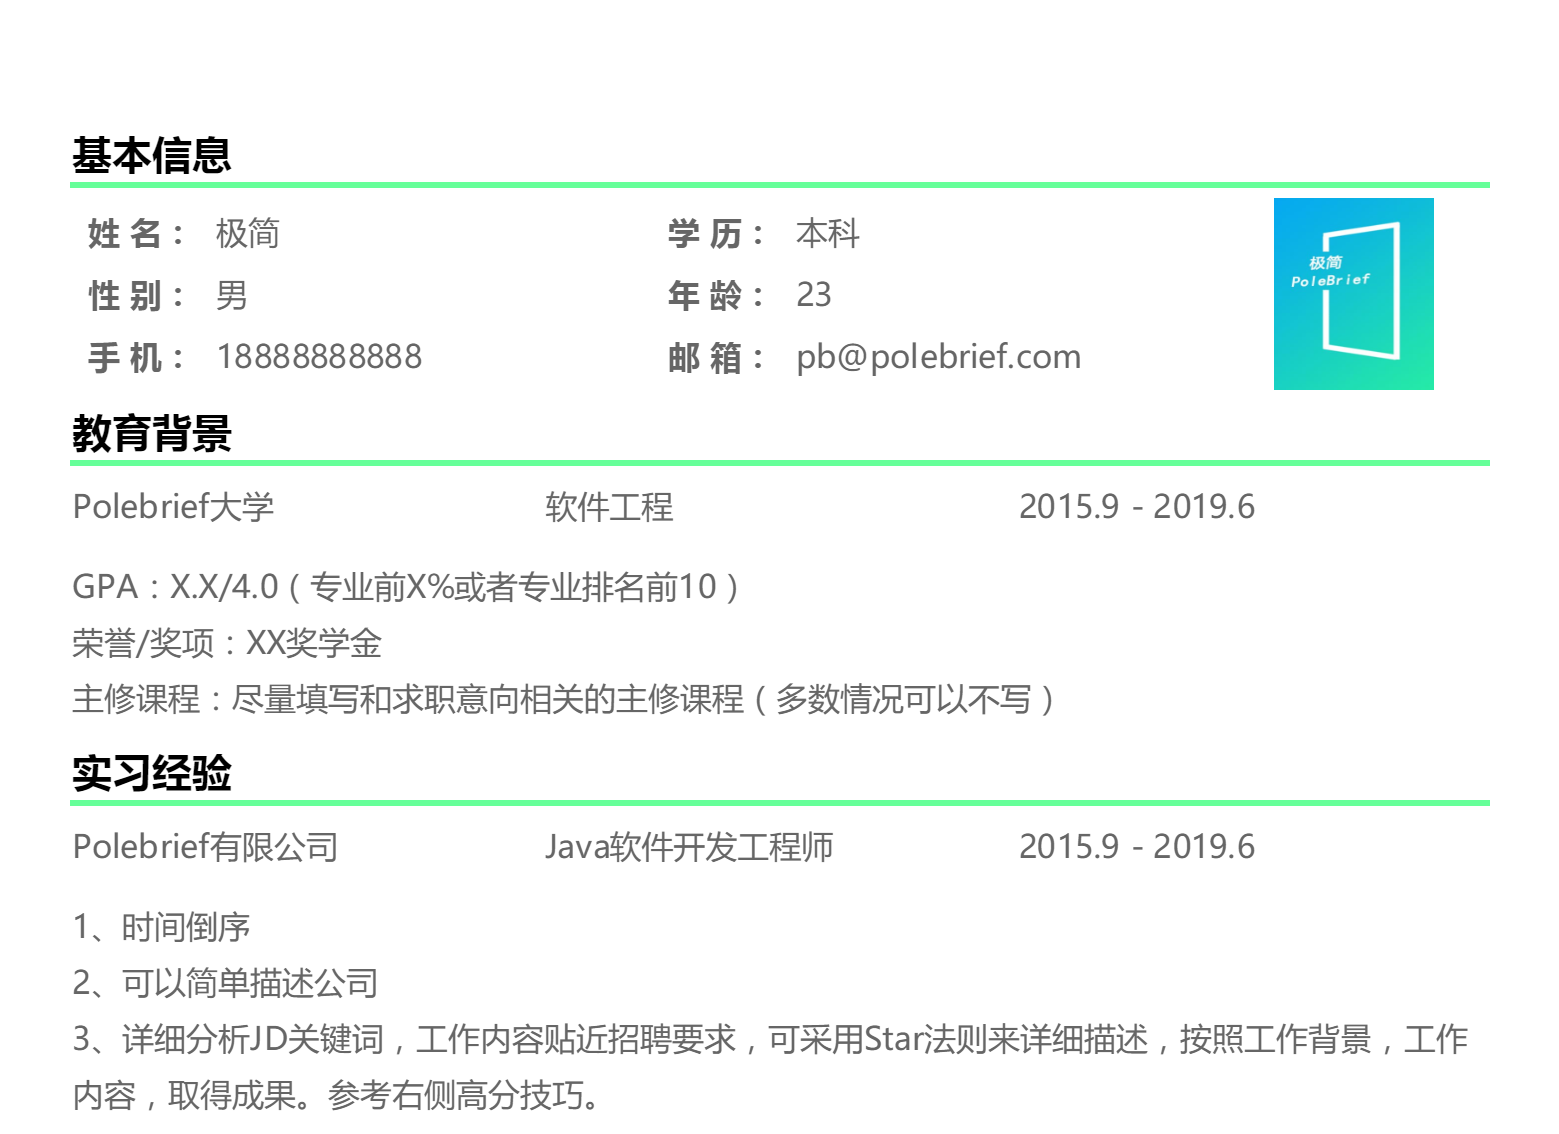 基本信息
姓 名： 极简 学 历： 本科
极简
PoleBrief
性 别： 男 年 龄： 23
手 机： 18888888888 邮 箱： pb@polebrief.com
教育背景
Polebrief大学 软件工程 2015.9 - 2019.6
GPA：X.X/4.0（专业前X%或者专业排名前10）
荣誉/奖项：XX奖学金
主修课程：尽量填写和求职意向相关的主修课程（多数情况可以不写）
实习经验
Polebrief有限公司 Java软件开发工程师 2015.9 - 2019.6
1、时间倒序
2、可以简单描述公司
3、详细分析JD关键词，工作内容贴近招聘要求，可采用Star法则来详细描述，按照工作背景，工作
内容，取得成果。参考右侧高分技巧。